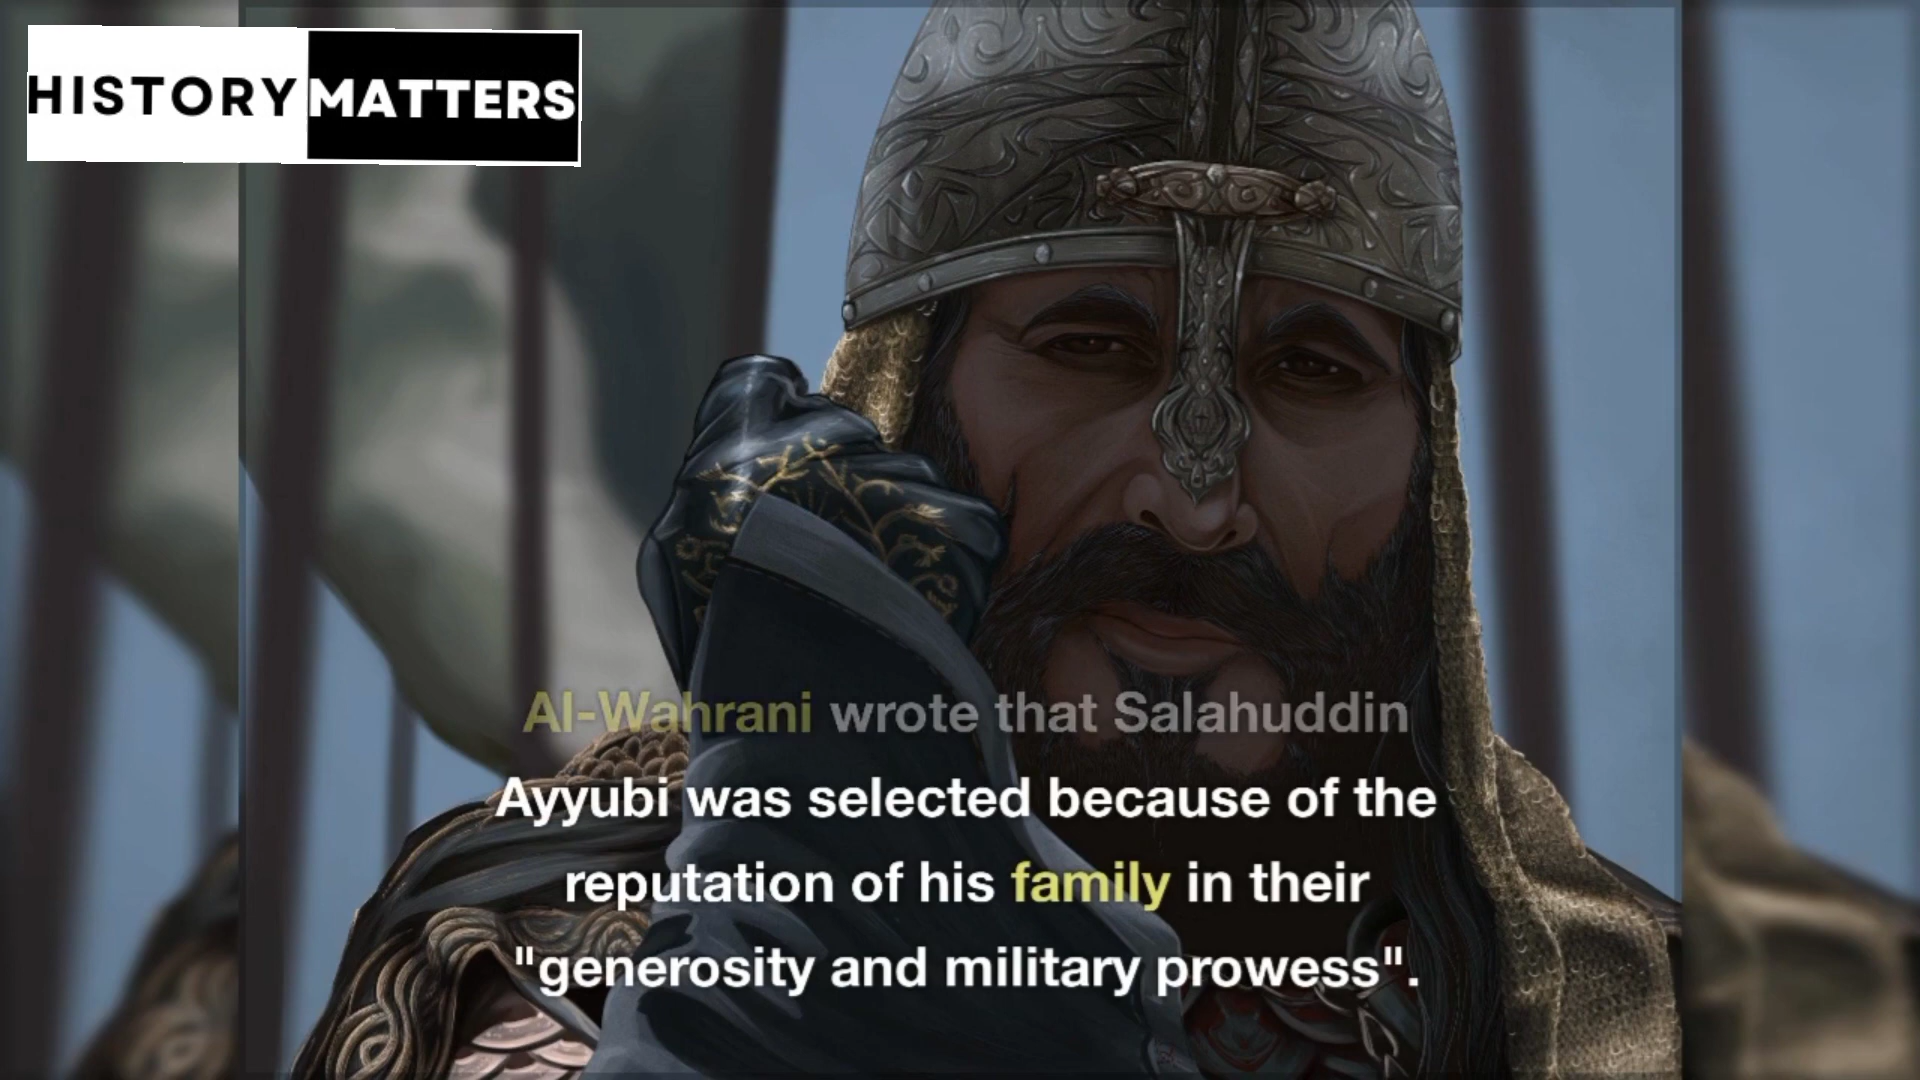 HISTORY MATTERS
Al-Wahrani wrote that Salahuddin
Ayyubi was selected because of the
reputation of his family in their
"generosity and military prowess".